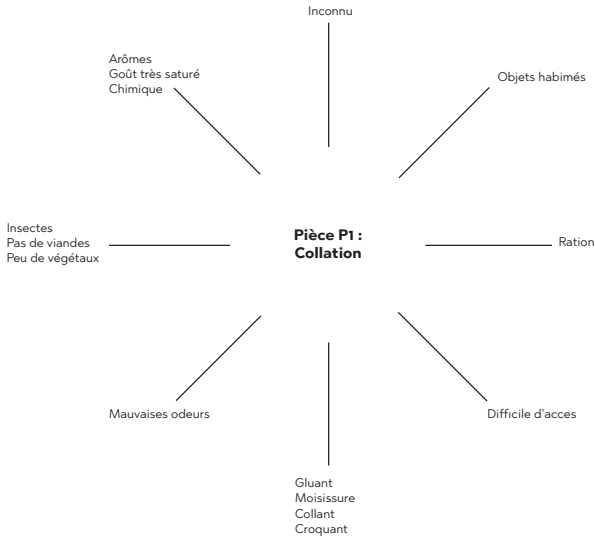 Inconnu
Arômes
Goût très saturé
Chimique
Objets habimés
Insectes
Pas de viandes
Peu de végétaux
Pièce P1 :
Collation
Ration
Mauvaises odeurs
Difficile d'acces
Gluant
Moisissure
Collant
Croquant